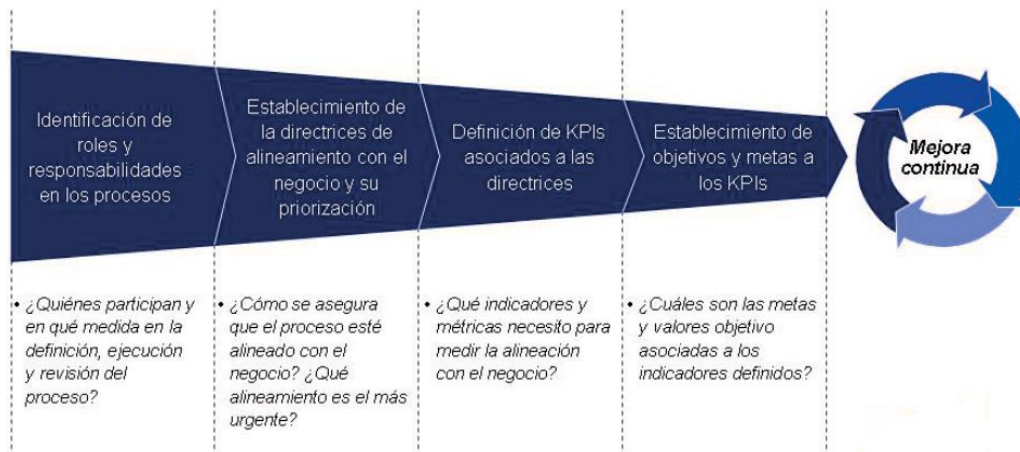 Identificación de
roles y
responsabilidades
en los procesos
Establecimiento de
la directrices de
alineamiento con el
negocio y su
priorización
Definición de KPIs
asociados a las
directrices
Establecimiento de
objetivos y metas a
los KPIs
Mejora
continua
• ¿Quiénes participan y
en qué medida en la
definición, ejecución
y revisión del
proceso?
• ¿Cómo se asegura
que el proceso esté
alineado con el
negocio? ¿Qué
alineamiento es el más
urgente?
• ¿Qué indicadores y
métricas necesito para
medir la alineación
con el negocio?
• ¿Cuáles son las metas
y valores objetivo
asociadas a los
indicadores definidos?